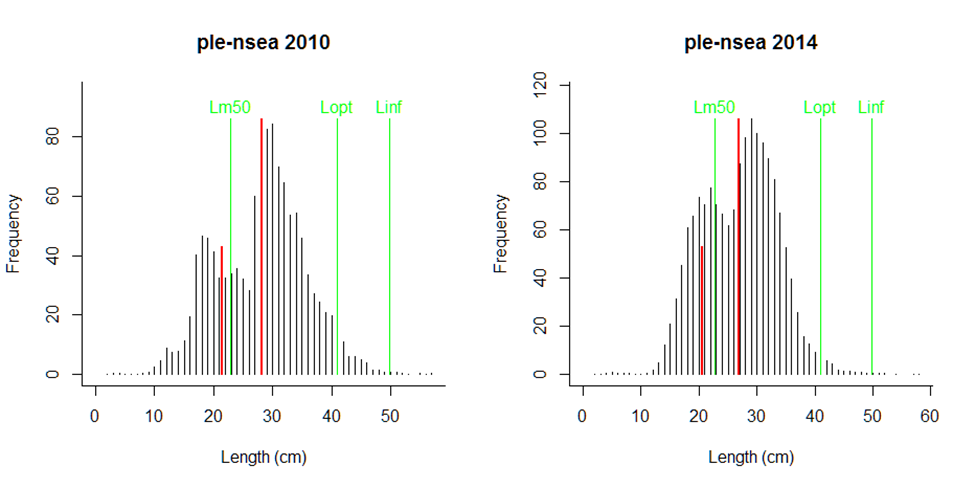 ple-nsea 2010
Frequency
80
60
40
20
0
Lm50 Lopt Linf
0 10 20 30 40 50
Length (cm)
ple-nsea 2014
Frequency
120
100
80
60
40
20
0
Lm50 Lopt Linf
0 10 20 30 40 50 60
Length (cm)